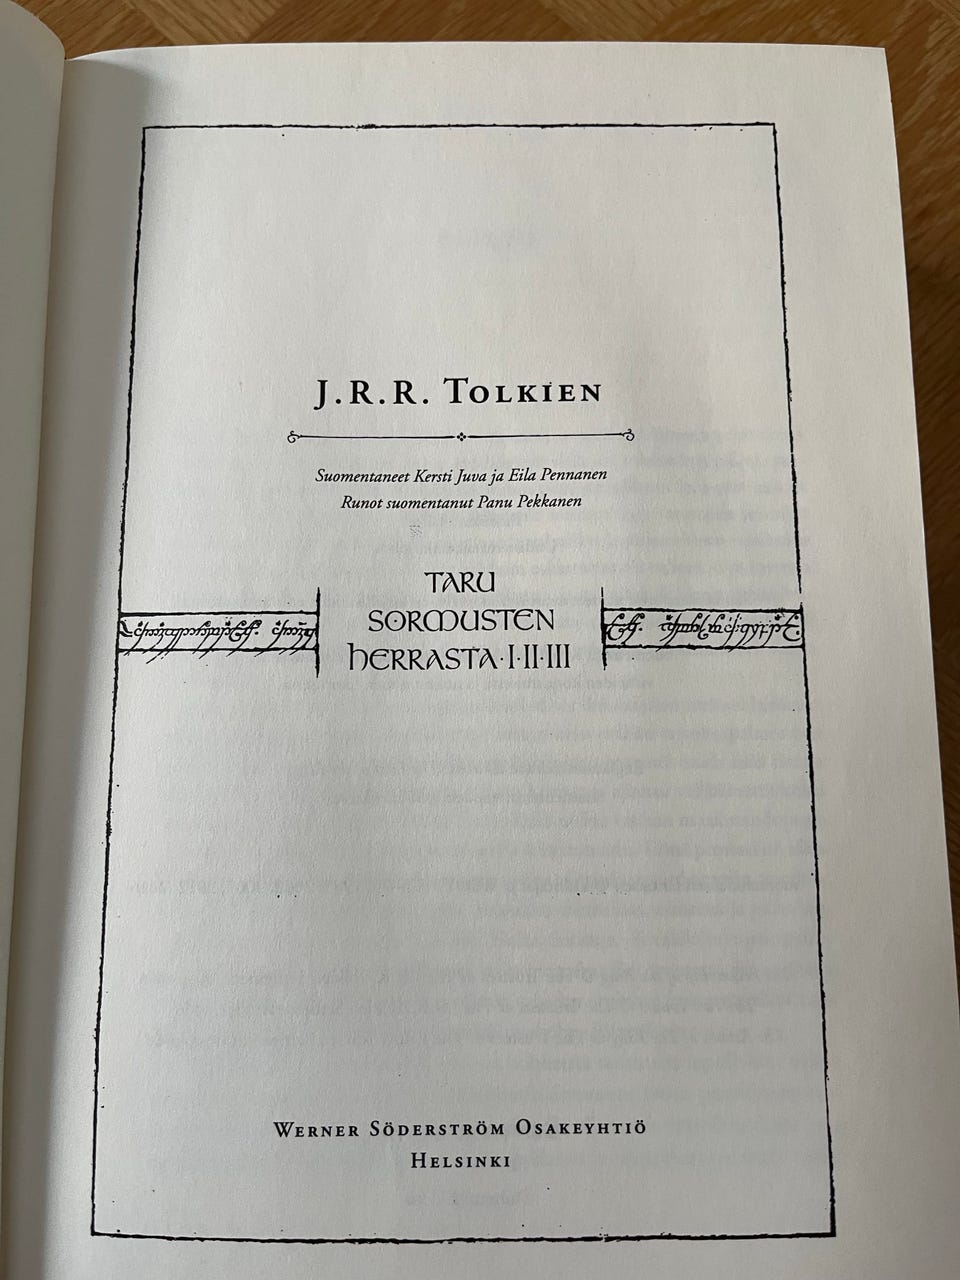 J.R.R. Tolkien
Suomentaneet Kersti Juva ja Eila Pennanen
Runot suomentanut Panu Pekkanen
TARU
SORMUSTEN
HERRASTA·I·II·III
Werner Söderström Osakeyhtiö
Helsinki